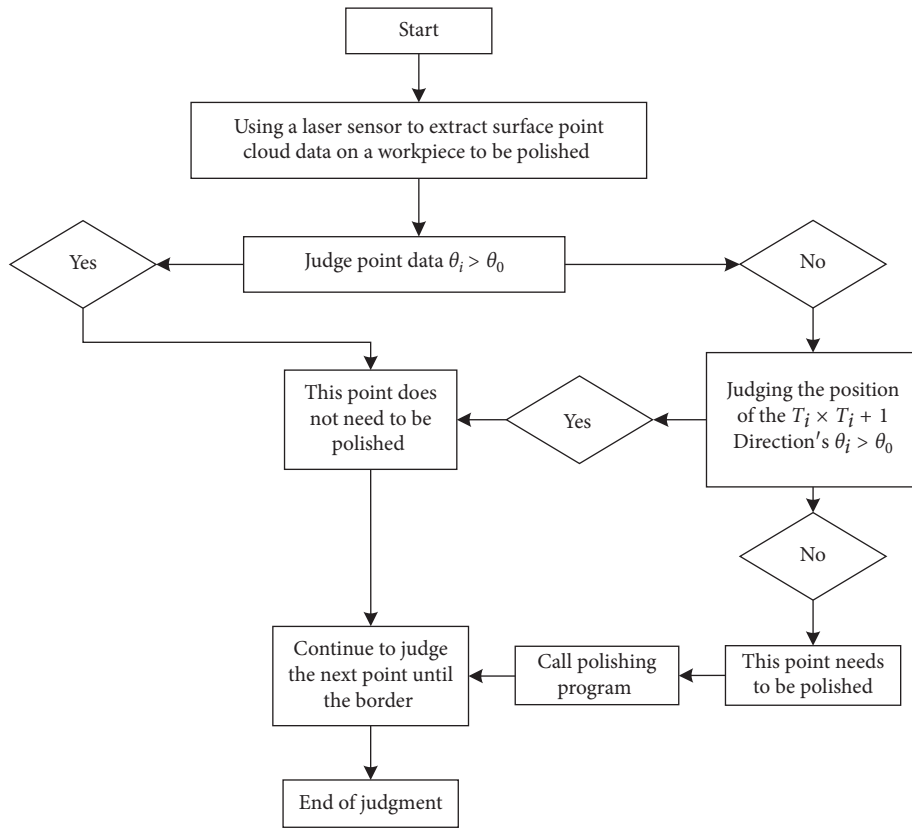 Start
Using a laser sensor to extract surface point
cloud data on a workpiece to be polished
Yes
Judge point data θᵢ > θ₀
No
This point does
not need to be
polished
Yes
Judging the position
of the Tᵢ × Tᵢ + 1
Direction's θᵢ > θ₀
No
Continue to judge
the next point until
the border
Call polishing
program
This point needs
to be polished
End of judgment